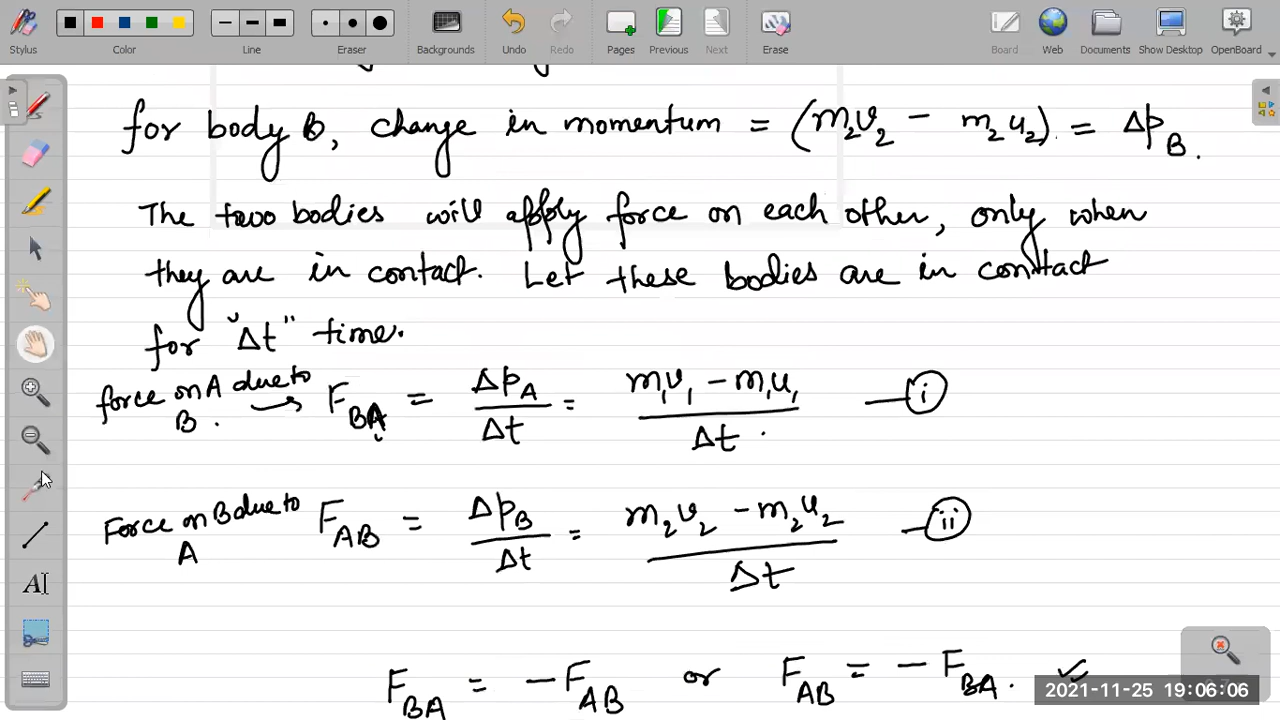 Stylus Color Line Eraser Backgrounds Undo Redo Pages Previous Next Erase Board Web Documents Show Desktop OpenBoard
for body B, change in momentum = (m₂v₂ − m₂u₂) = Δp_B.
The two bodies will apply force on each other, only when
they are in contact. Let these bodies are in contact
for "Δt" time.
force on A due to B. → F_BA = Δp_A/Δt = (m₁v₁ − m₁u₁)/Δt —(i)
Force on B due to A F_AB = Δp_B/Δt = (m₂v₂ − m₂u₂)/Δt —(ii)
F_BA = −F_AB or F_AB = −F_BA. ✓
2021-11-25 19:06:06